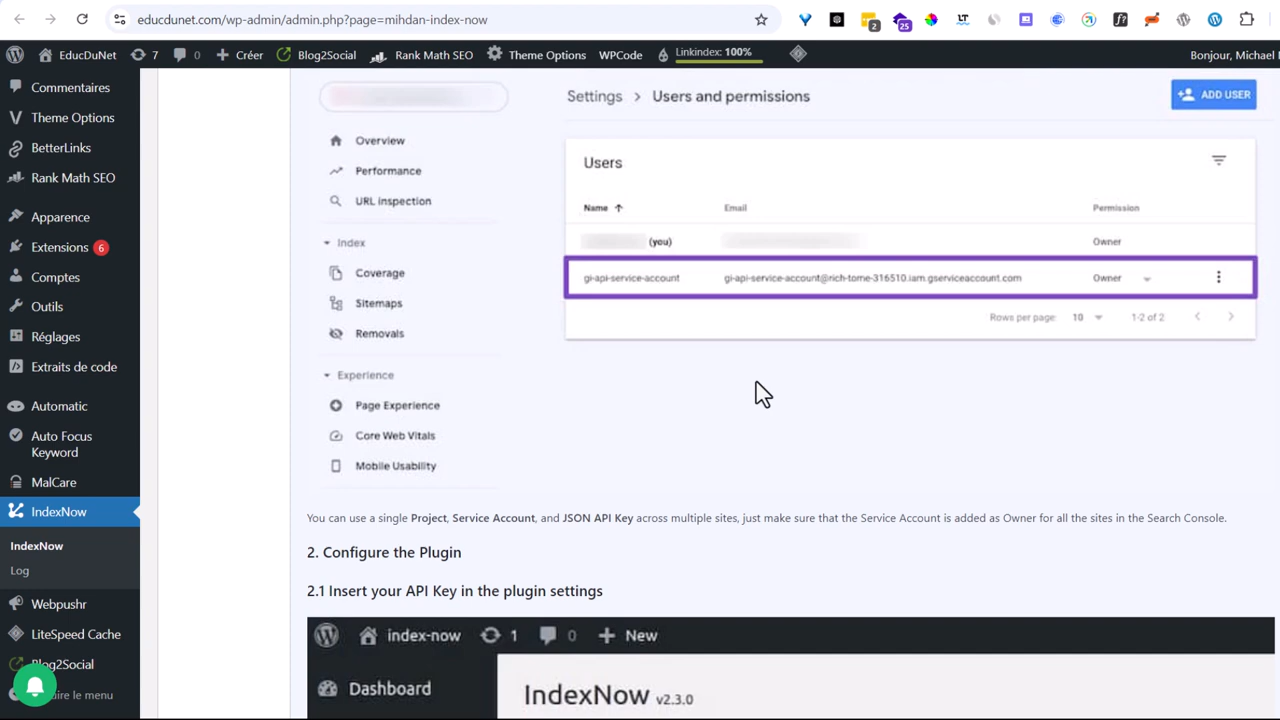 educdunet.com/wp-admin/admin.php?page=mihdan-index-now
2
25
EducDuNet 7 0 Créer Blog2Social Rank Math SEO Theme Options WPCode Linkindex: 100% Bonjour, Michael
Commentaires
Theme Options
BetterLinks
Rank Math SEO
Apparence
Extensions 6
Comptes
Outils
Réglages
Extraits de code
Automatic
Auto Focus
Keyword
MalCare
IndexNow
IndexNow
Log
Webpushr
LiteSpeed Cache
Blog2Social
le menu
Settings > Users and permissions
ADD USER
Overview
Performance
URL inspection
Index
Coverage
Sitemaps
Removals
Experience
Page Experience
Core Web Vitals
Mobile Usability
Users
Name Email Permission
(you) Owner
gi-api-service-account gi-api-service-account@rich-tome-316510.iam.gserviceaccount.com Owner
Rows per page: 10 1-2 of 2
You can use a single Project, Service Account, and JSON API Key across multiple sites, just make sure that the Service Account is added as Owner for all the sites in the Search Console.
2. Configure the Plugin
2.1 Insert your API Key in the plugin settings
index-now 1 0 New
Dashboard
IndexNow v2.3.0